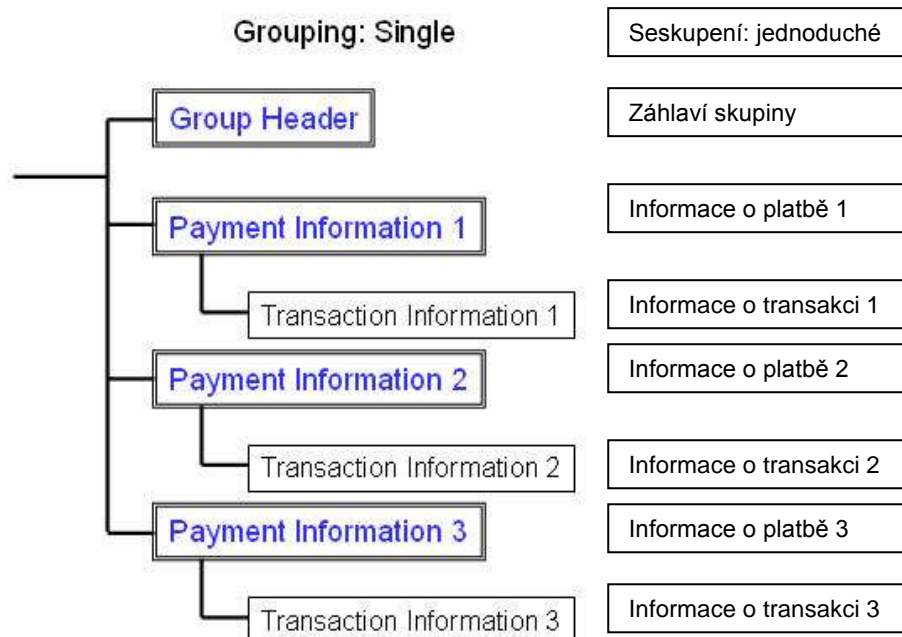 Grouping: Single
Seskupení: jednoduché
Group Header
Záhlaví skupiny
Payment Information 1
Informace o platbě 1
Transaction Information 1
Informace o transakci 1
Payment Information 2
Informace o platbě 2
Transaction Information 2
Informace o transakci 2
Payment Information 3
Informace o platbě 3
Transaction Information 3
Informace o transakci 3